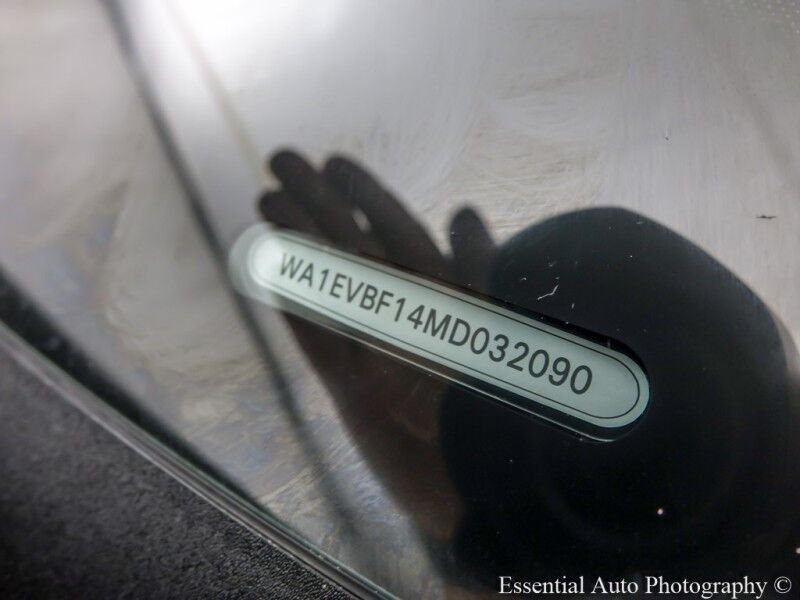 WA1EVBF14MD032090
Essential Auto Photography ©